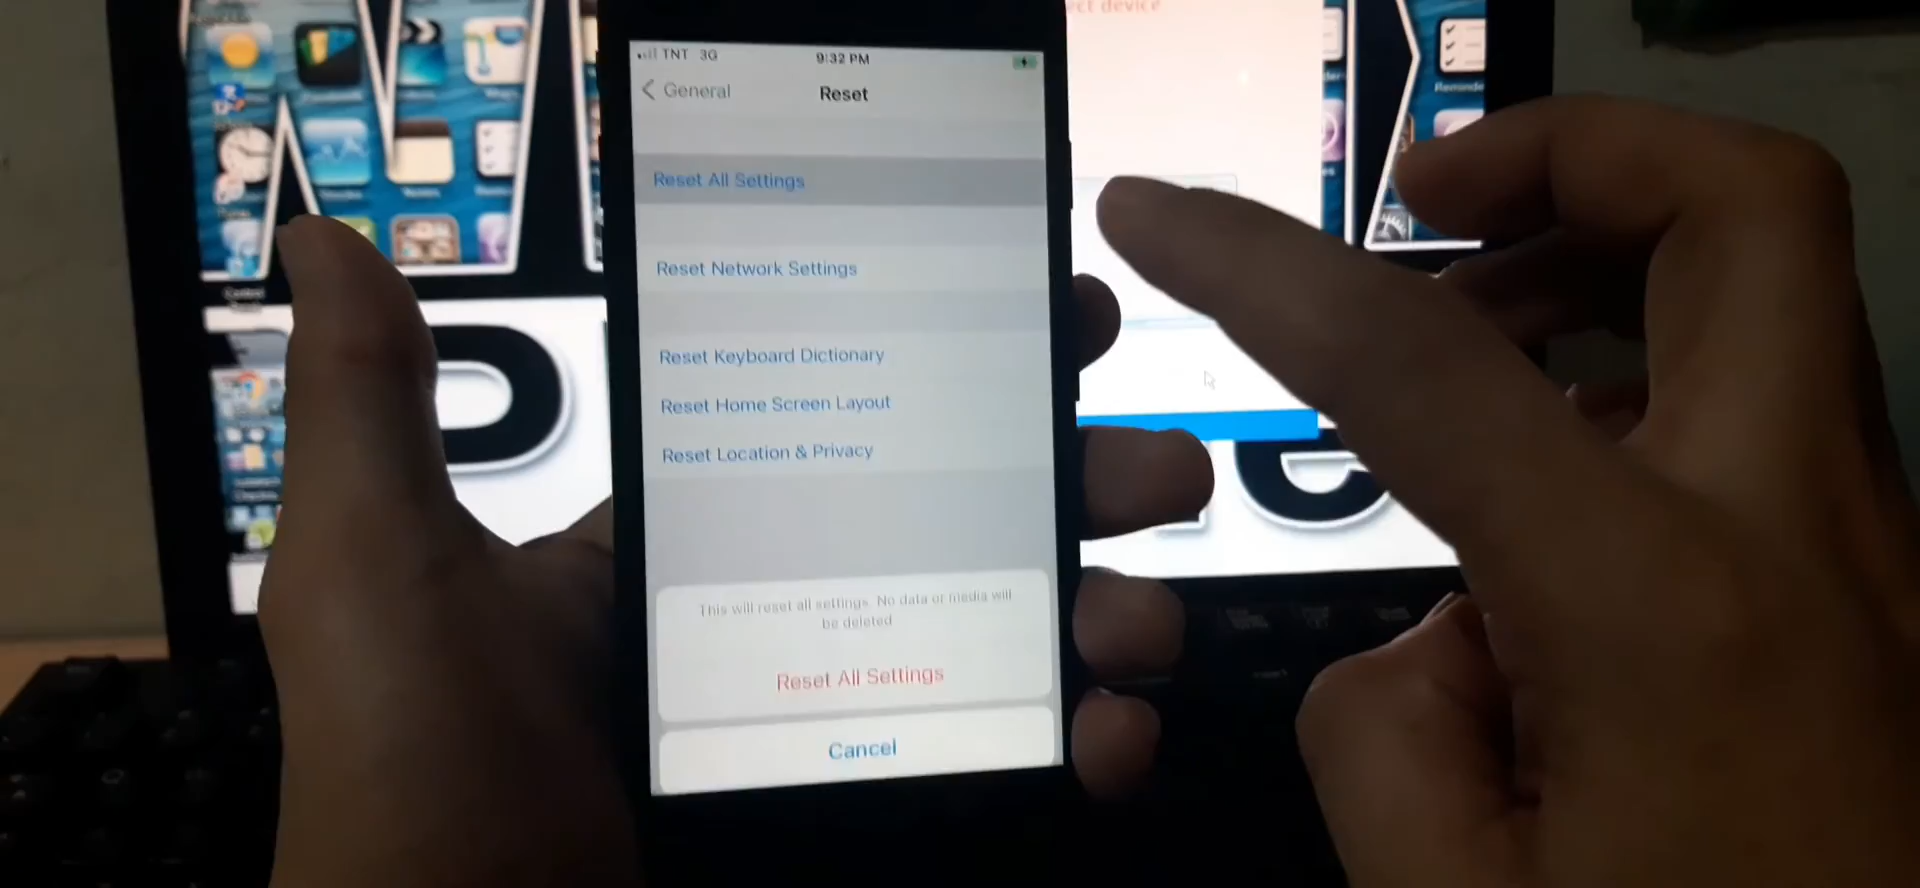 ect device
TNT 3G
9:32 PM
General
Reset
Reset All Settings
Reset Network Settings
Reset Keyboard Dictionary
Reset Home Screen Layout
Reset Location & Privacy
This will reset all settings. No data or media will
be deleted
Reset All Settings
Cancel